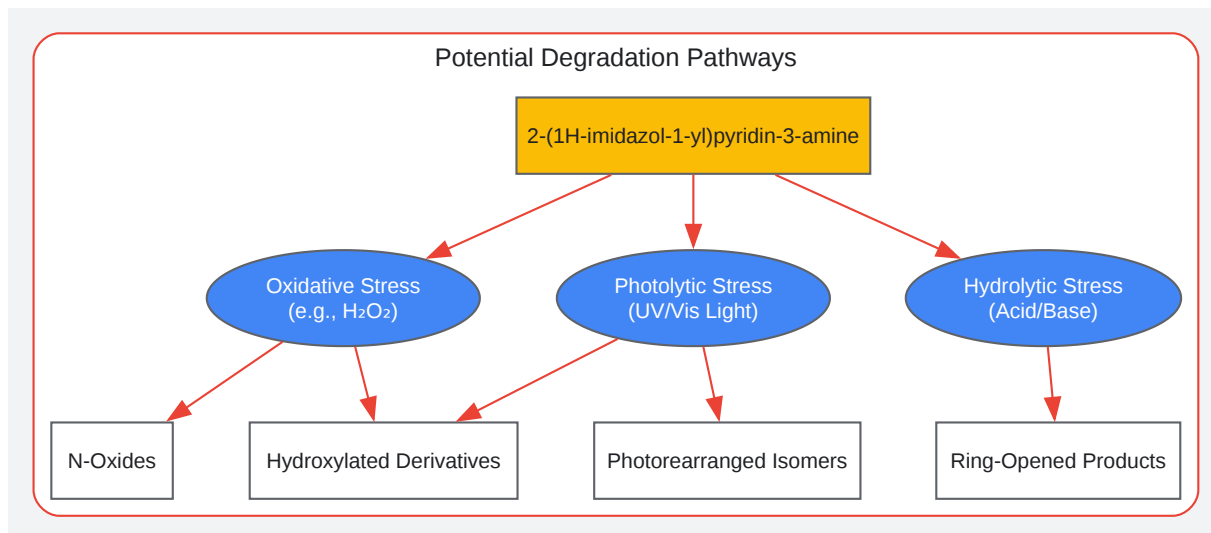 Potential Degradation Pathways
2-(1H-imidazol-1-yl)pyridin-3-amine
Oxidative Stress
(e.g., H₂O₂)
Photolytic Stress
(UV/Vis Light)
Hydrolytic Stress
(Acid/Base)
N-Oxides
Hydroxylated Derivatives
Photorearranged Isomers
Ring-Opened Products